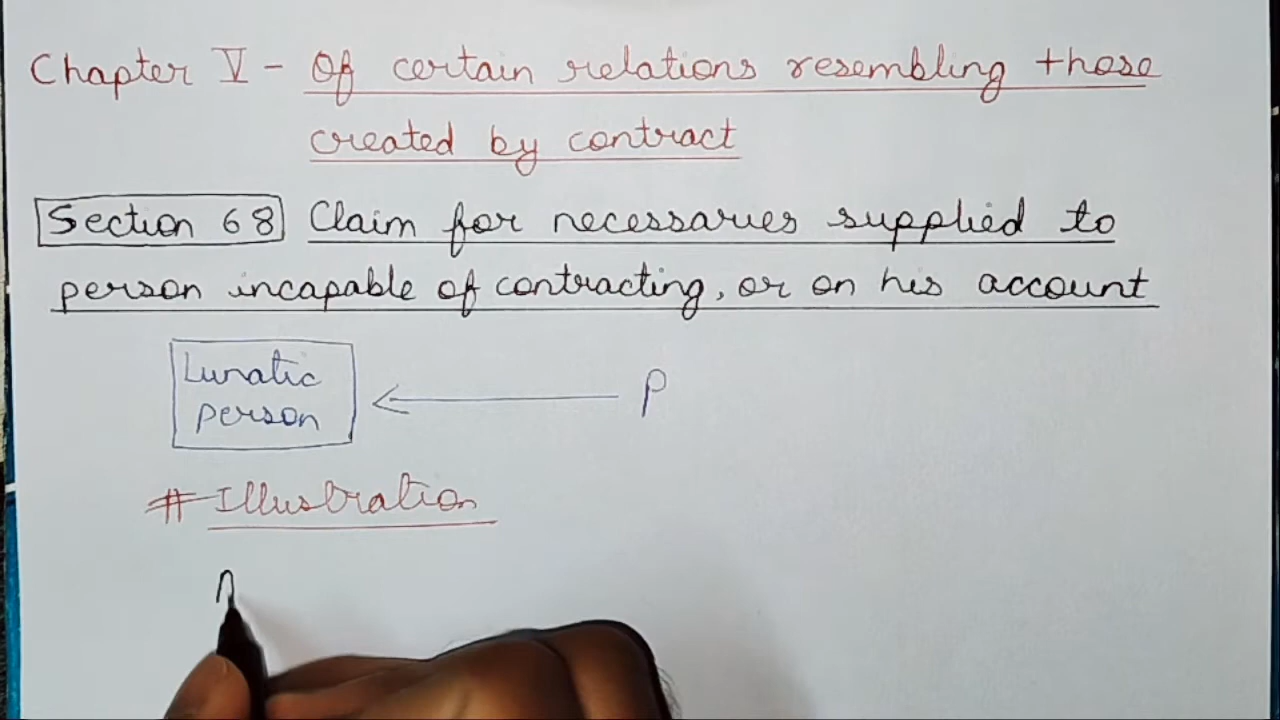 Chapter V - Of certain relations resembling those
created by contract
Section 68 Claim for necessaries supplied to
person incapable of contracting, or on his account
Lunatic
person
P
# Illustration
A